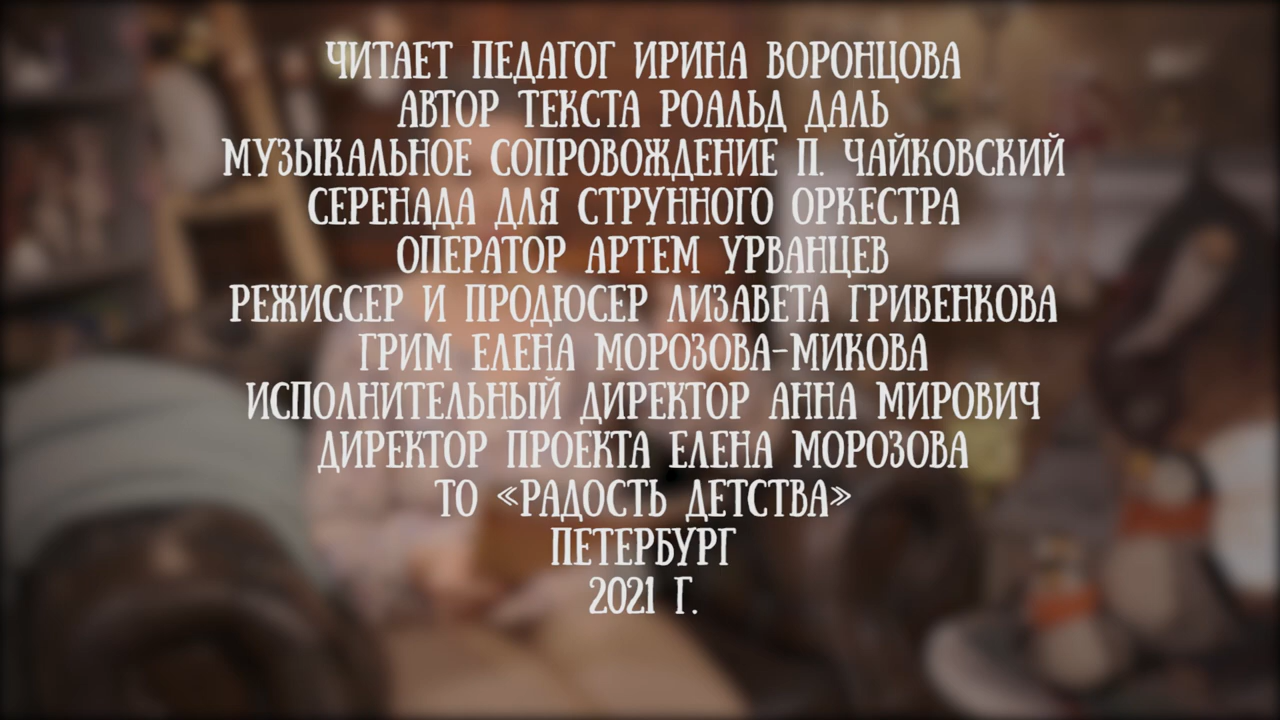 ЧИТАЕТ ПЕДАГОГ ИРИНА ВОРОНЦОВА
АВТОР ТЕКСТА РОАЛЬД ДАЛЬ
МУЗЫКАЛЬНОЕ СОПРОВОЖДЕНИЕ П. ЧАЙКОВСКИЙ
СЕРЕНАДА ДЛЯ СТРУННОГО ОРКЕСТРА
ОПЕРАТОР АРТЕМ УРВАНЦЕВ
РЕЖИССЕР И ПРОДЮСЕР ЛИЗАВЕТА ГРИВЕНКОВА
ГРИМ ЕЛЕНА МОРОЗОВА-МИКОВА
ИСПОЛНИТЕЛЬНЫЙ ДИРЕКТОР АННА МИРОВИЧ
ДИРЕКТОР ПРОЕКТА ЕЛЕНА МОРОЗОВА
ТО «РАДОСТЬ ДЕТСТВА»
ПЕТЕРБУРГ
2021 Г.